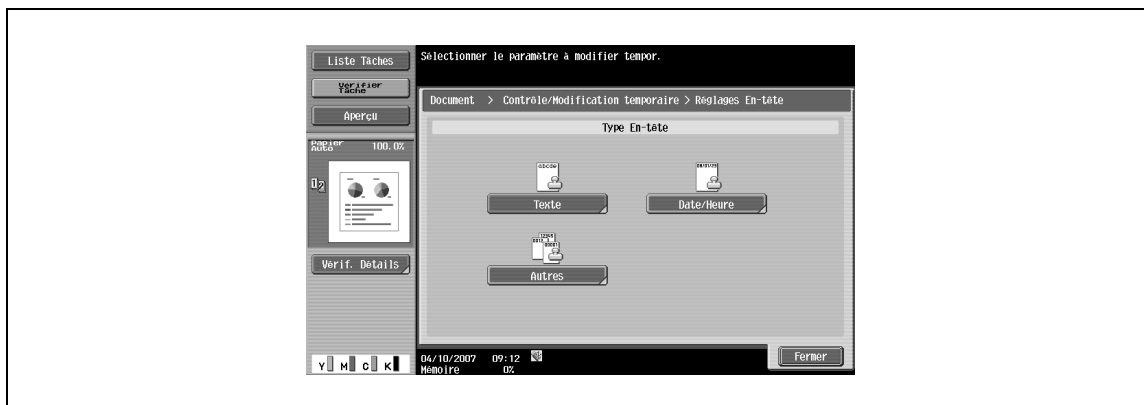 Liste Tâches
Vérifier
Tâche
Aperçu
Papier
Auto
100.0%
Vérif. Détails
Y M C K
Sélectionner le paramètre à modifier tempor.
Document > Contrôle/Modification temporaire > Réglages En-tête
Type En-tête
abcde
Texte
Date/Heure
12345
Autres
04/10/2007 09:12
Mémoire 0%
Fermer